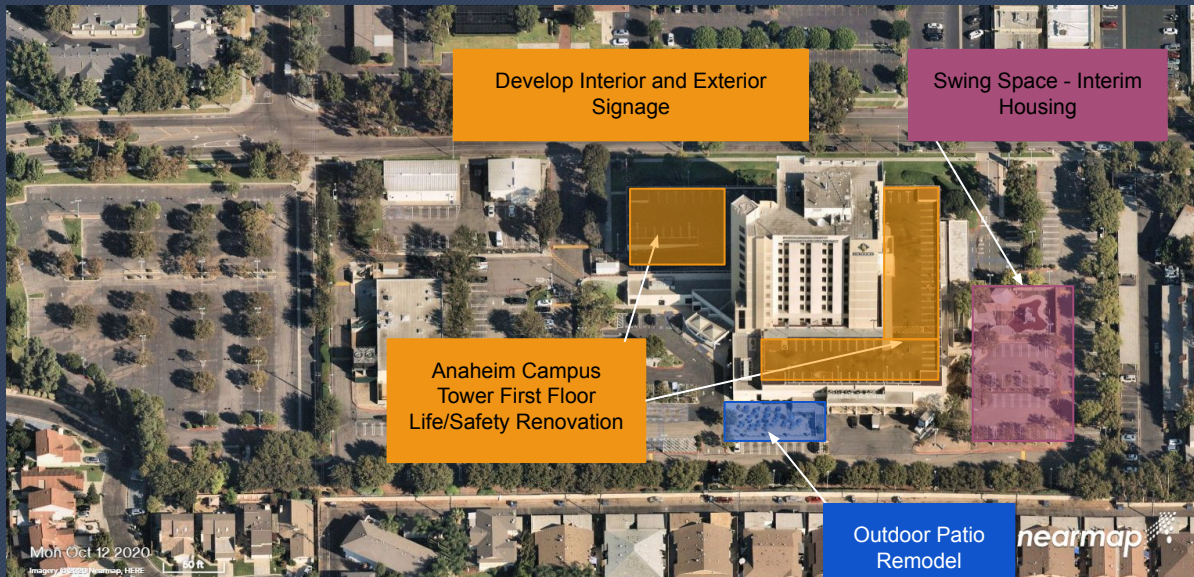 Develop Interior and Exterior
Signage
Swing Space - Interim
Housing
Anaheim Campus
Tower First Floor
Life/Safety Renovation
Outdoor Patio
Remodel
Mon Oct 12 2020
50 ft
nearmap